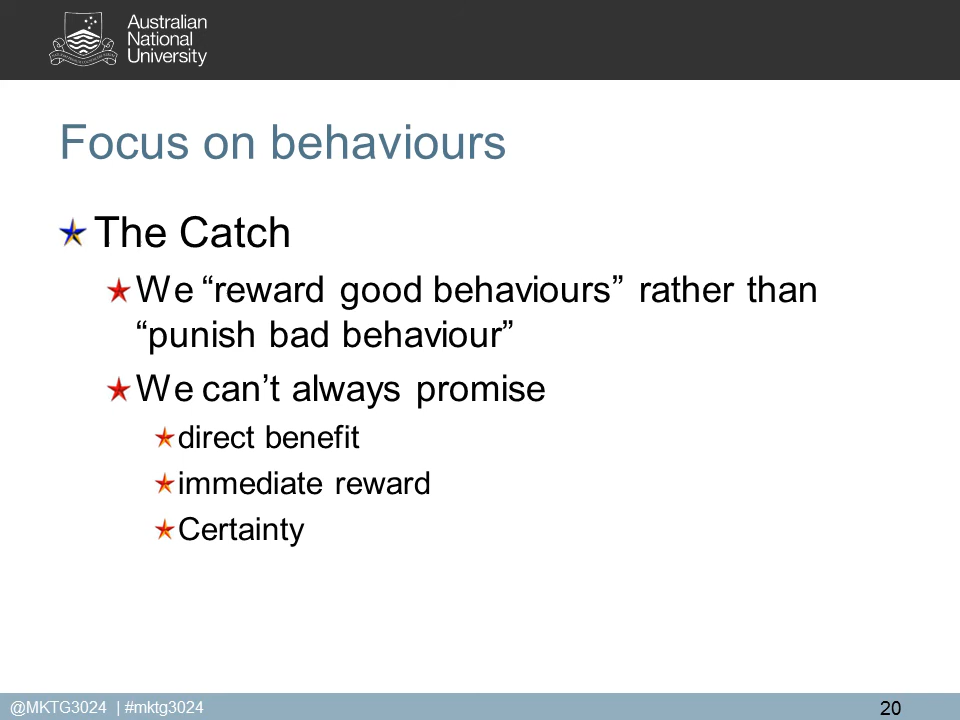 Australian
National
University
Focus on behaviours
The Catch
We “reward good behaviours” rather than
“punish bad behaviour”
We can’t always promise
direct benefit
immediate reward
Certainty
@MKTG3024 | #mktg3024
20